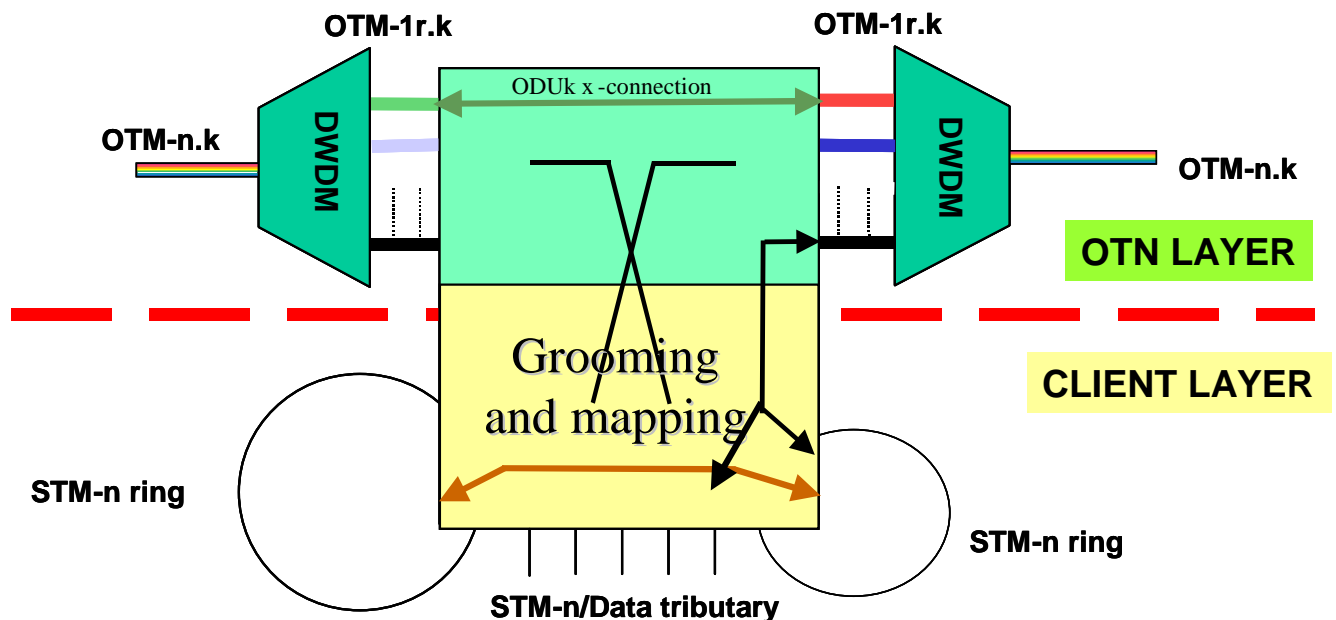 OTM-1r.k
OTM-1r.k
ODUk x-connection
OTM-n.k
DWDM
DWDM
OTM-n.k
OTN LAYER
Grooming
and mapping
CLIENT LAYER
STM-n ring
STM-n ring
STM-n/Data tributary